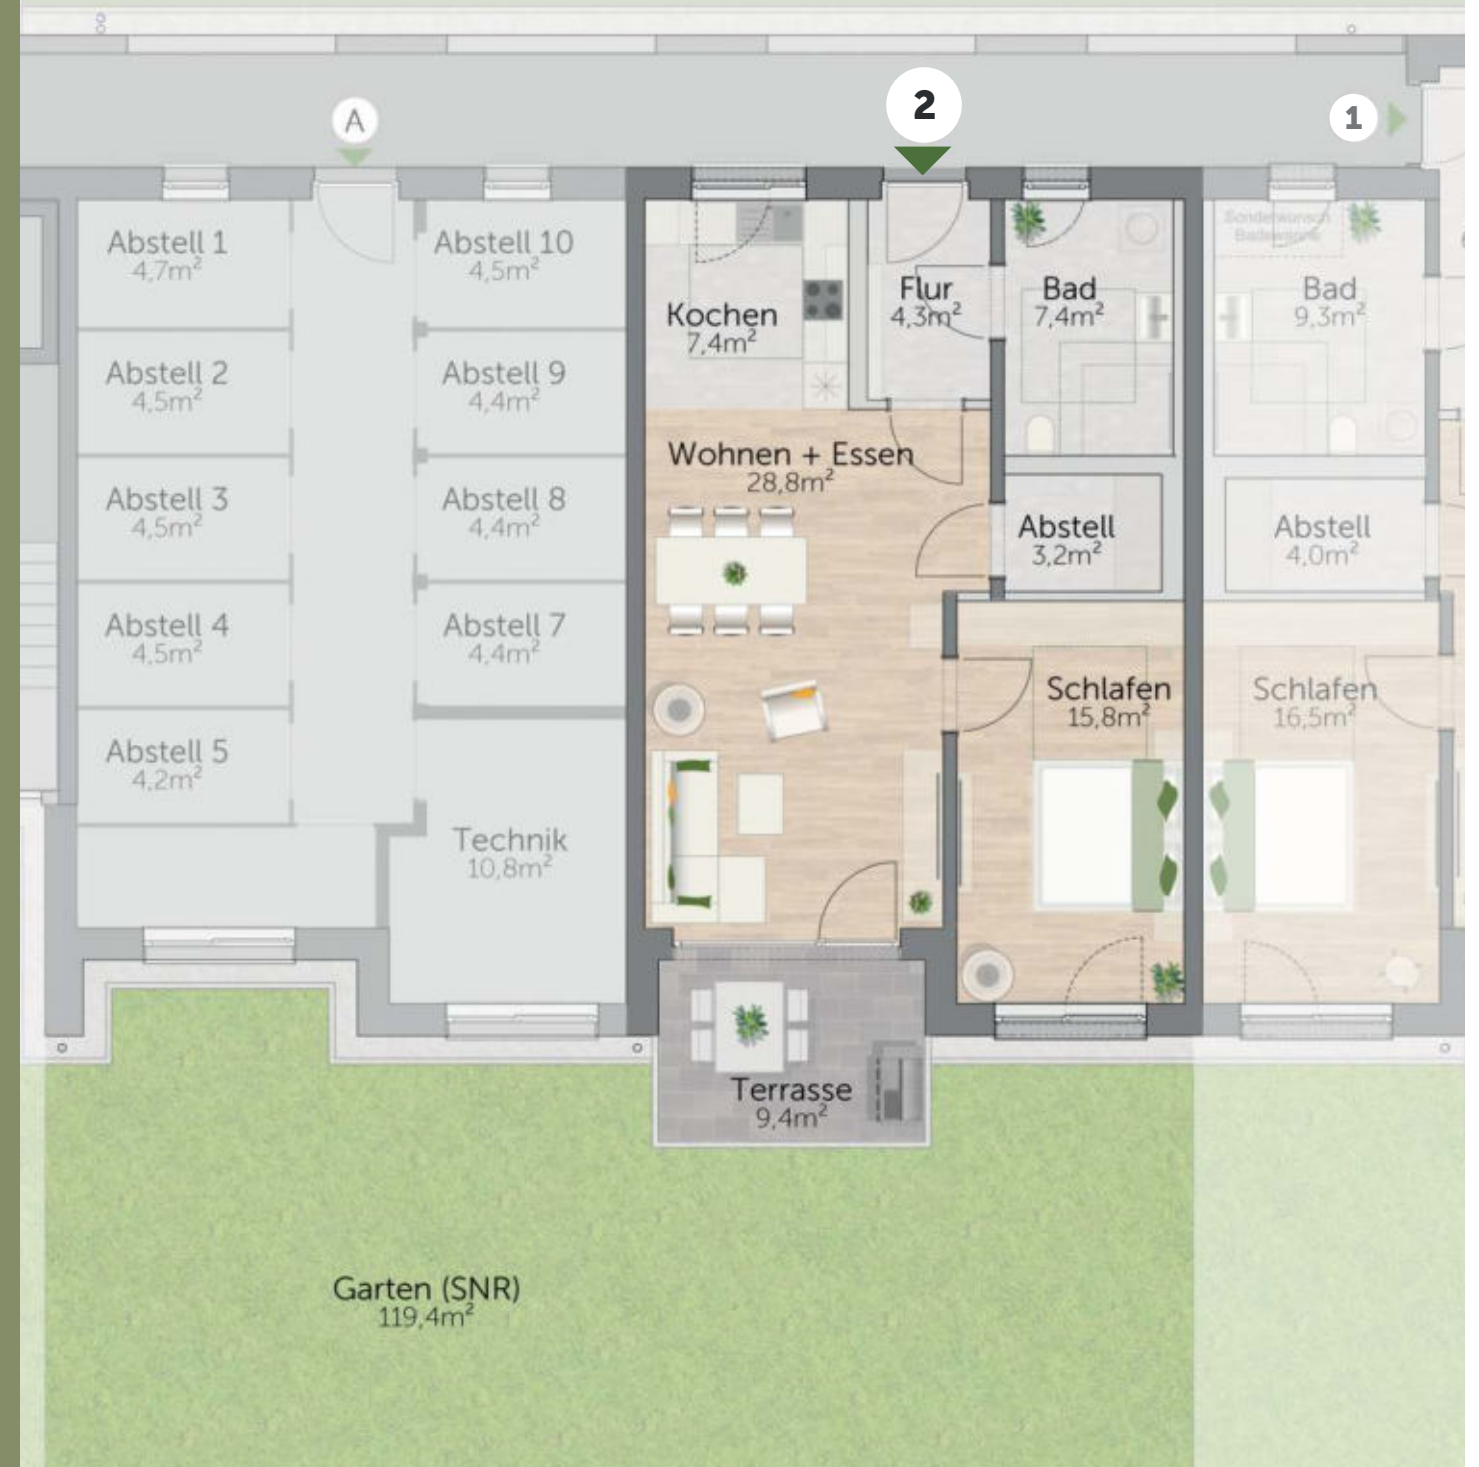 A
2
1
Abstell 1
4,7m²
Abstell 10
4,5m²
Kochen
7,4m²
Flur
4,3m²
Bad
7,4m²
Sonderwunsch
Badewanne
Bad
9,3m²
Abstell 2
4,5m²
Abstell 9
4,4m²
Wohnen + Essen
28,8m²
Abstell 3
4,5m²
Abstell 8
4,4m²
Abstell
3,2m²
Abstell
4,0m²
Abstell 4
4,5m²
Abstell 7
4,4m²
Schlafen
15,8m²
Schlafen
16,5m²
Abstell 5
4,2m²
Technik
10,8m²
Terrasse
9,4m²
Garten (SNR)
119,4m²